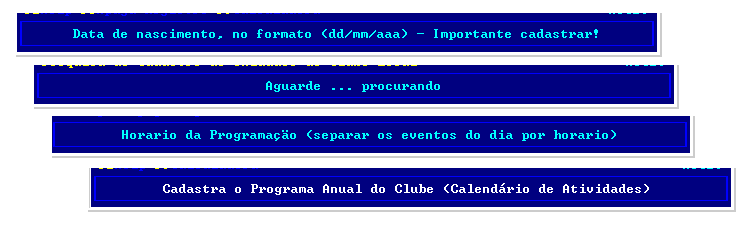 Data de nascimento, no formato (dd/mm/aaa) - Importante cadastrar!
Aguarde ... procurando
Horario da Programação (separar os eventos do dia por horario)
Cadastra o Programa Anual do Clube (Calendário de Atividades)